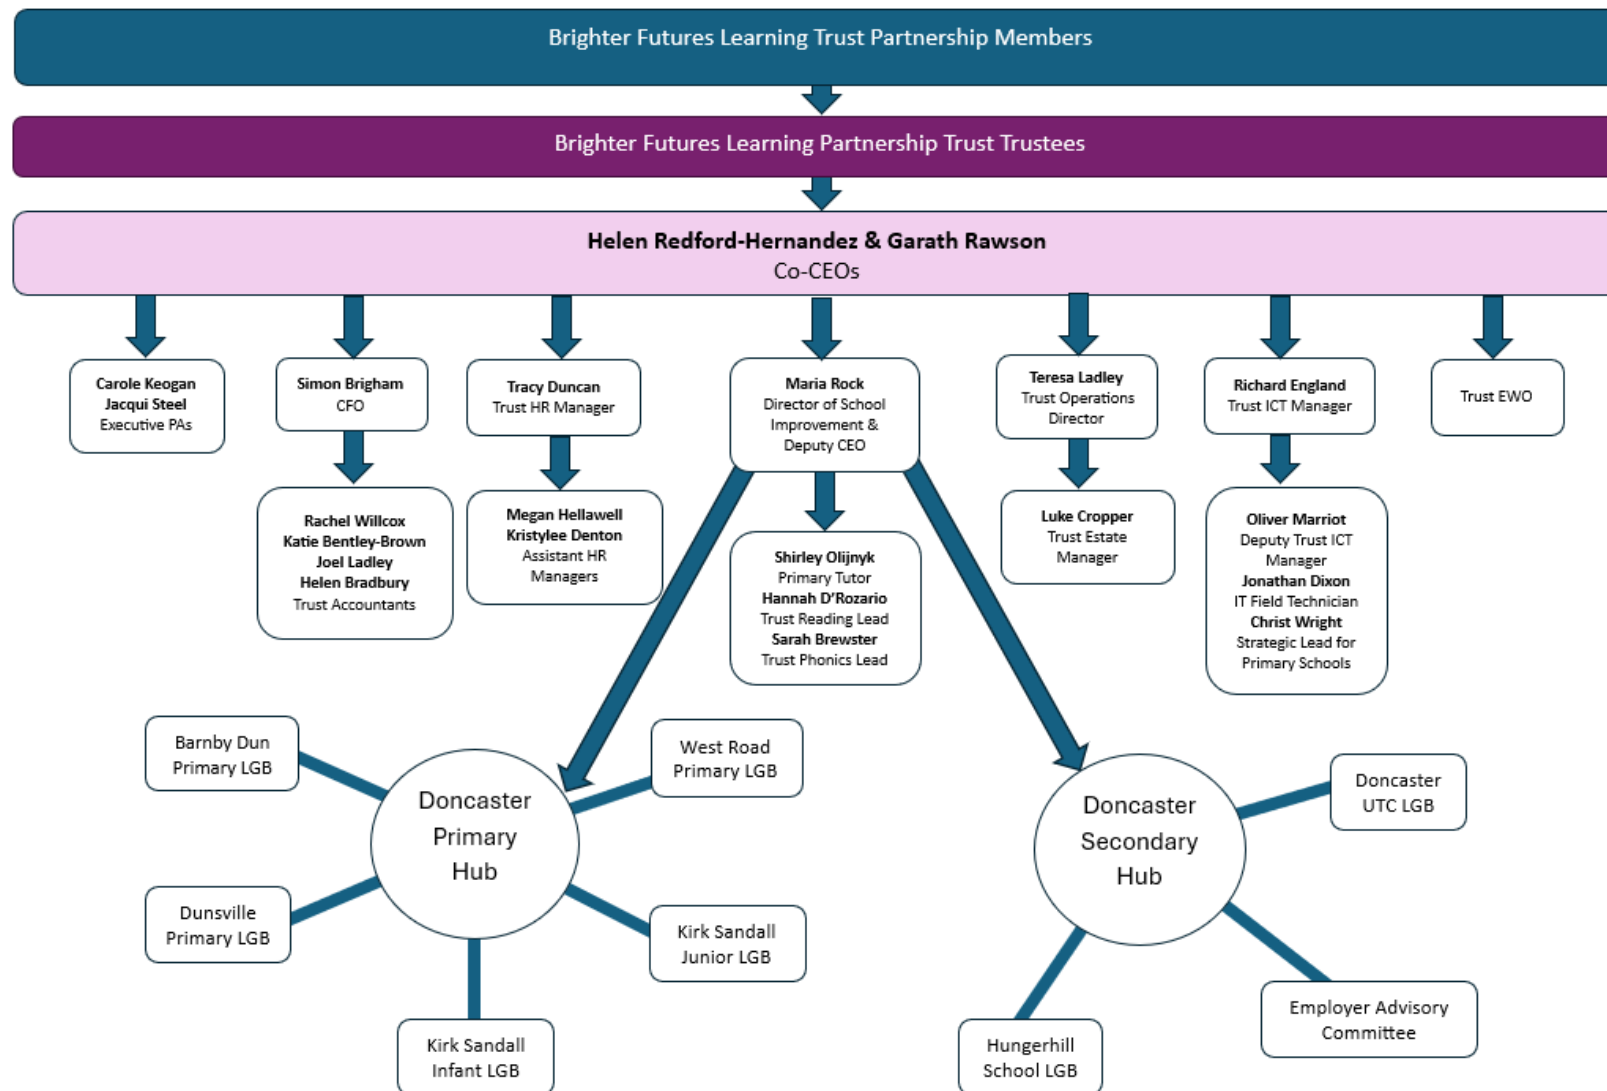 Brighter Futures Learning Trust Partnership Members
Brighter Futures Learning Partnership Trust Trustees
Helen Redford-Hernandez & Garath Rawson
Co-CEOs
Carole Keogan
Jacqui Steel
Executive PAs
Simon Brigham
CFO
Tracy Duncan
Trust HR Manager
Maria Rock
Director of School
Improvement &
Deputy CEO
Teresa Ladley
Trust Operations
Director
Richard England
Trust ICT Manager
Trust EWO
Rachel Willcox
Katie Bentley-Brown
Joel Ladley
Helen Bradbury
Trust Accountants
Megan Hellawell
Kristylee Denton
Assistant HR
Managers
Shirley Olijnyk
Primary Tutor
Hannah D’Rozario
Trust Reading Lead
Sarah Brewster
Trust Phonics Lead
Luke Cropper
Trust Estate
Manager
Oliver Marriot
Deputy Trust ICT
Manager
Jonathan Dixon
IT Field Technician
Christ Wright
Strategic Lead for
Primary Schools
Barnby Dun
Primary LGB
West Road
Primary LGB
Doncaster
Primary
Hub
Dunsville
Primary LGB
Kirk Sandall
Junior LGB
Kirk Sandall
Infant LGB
Doncaster
Secondary
Hub
Doncaster
UTC LGB
Employer Advisory
Committee
Hungerhill
School LGB